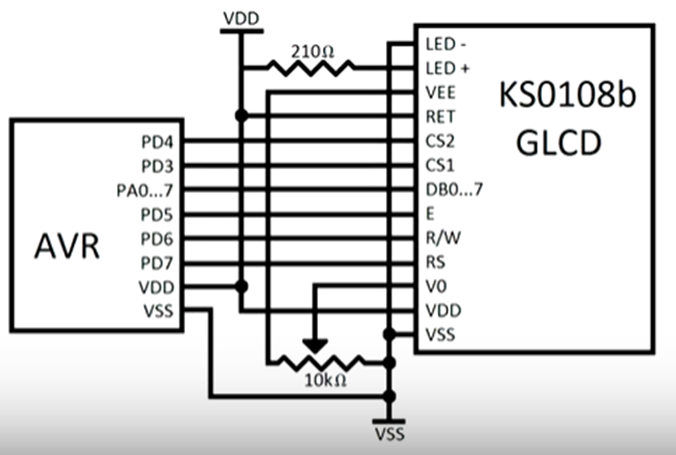 VDD
210Ω
LED -
LED +
VEE
RET
CS2
CS1
DB0...7
E
R/W
RS
V0
VDD
VSS
KS0108b
GLCD
PD4
PD3
PA0...7
PD5
PD6
PD7
VDD
VSS
AVR
10kΩ
VSS